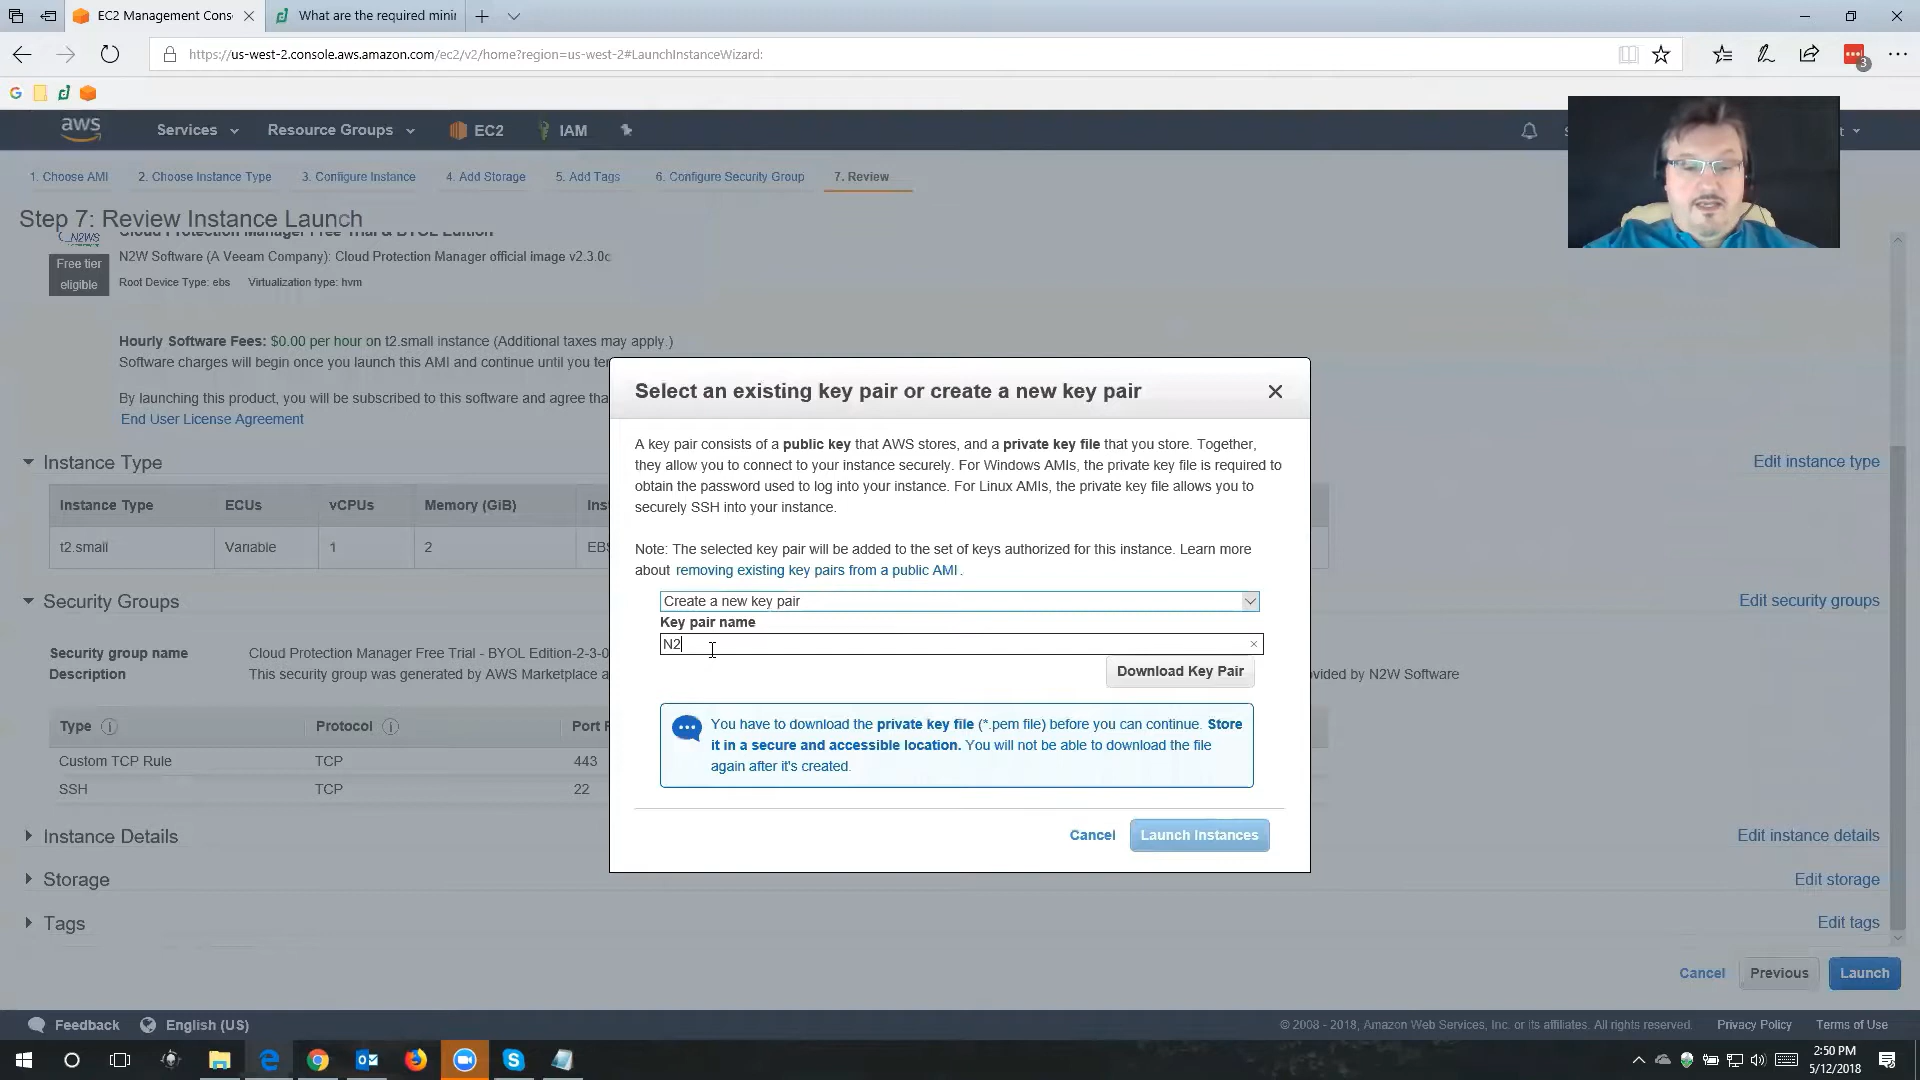 EC2 Management Cons
What are the required mini
https://us-west-2.console.aws.amazon.com/ec2/v2/home?region=us-west-2#LaunchInstanceWizard:
3
aws
Services
Resource Groups
EC2
IAM
1. Choose AMI
2. Choose Instance Type
3. Configure Instance
4. Add Storage
5. Add Tags
6. Configure Security Group
7. Review
Step 7: Review Instance Launch
Cloud Protection Manager Free Trial & BYOL Edition
N2WS
Free tier
eligible
N2W Software (A Veeam Company): Cloud Protection Manager official image v2.3.0c
Root Device Type: ebs
Virtualization type: hvm
Hourly Software Fees: $0.00 per hour on t2.small instance (Additional taxes may apply.)
Software charges will begin once you launch this AMI and continue until you te
By launching this product, you will be subscribed to this software and agree tha
End User License Agreement
Select an existing key pair or create a new key pair
A key pair consists of a public key that AWS stores, and a private key file that you store. Together,
they allow you to connect to your instance securely. For Windows AMIs, the private key file is required to
obtain the password used to log into your instance. For Linux AMIs, the private key file allows you to
securely SSH into your instance.
Note: The selected key pair will be added to the set of keys authorized for this instance. Learn more
about removing existing key pairs from a public AMI .
Create a new key pair
Key pair name
N2
Download Key Pair
You have to download the private key file (*.pem file) before you can continue. Store
it in a secure and accessible location. You will not be able to download the file
again after it's created.
Cancel
Launch Instances
Instance Type
Edit instance type
Instance Type
ECUs
vCPUs
Memory (GiB)
Ins
t2.small
Variable
1
2
EBS
Security Groups
Edit security groups
Security group name
Cloud Protection Manager Free Trial - BYOL Edition-2-3-0
Description
This security group was generated by AWS Marketplace a
vided by N2W Software
Type
Protocol
Port F
Custom TCP Rule
TCP
443
SSH
TCP
22
Instance Details
Edit instance details
Storage
Edit storage
Tags
Edit tags
Cancel
Previous
Launch
Feedback
English (US)
© 2008 - 2018, Amazon Web Services, Inc. or its affiliates. All rights reserved.
Privacy Policy
Terms of Use
2:50 PM
5/12/2018